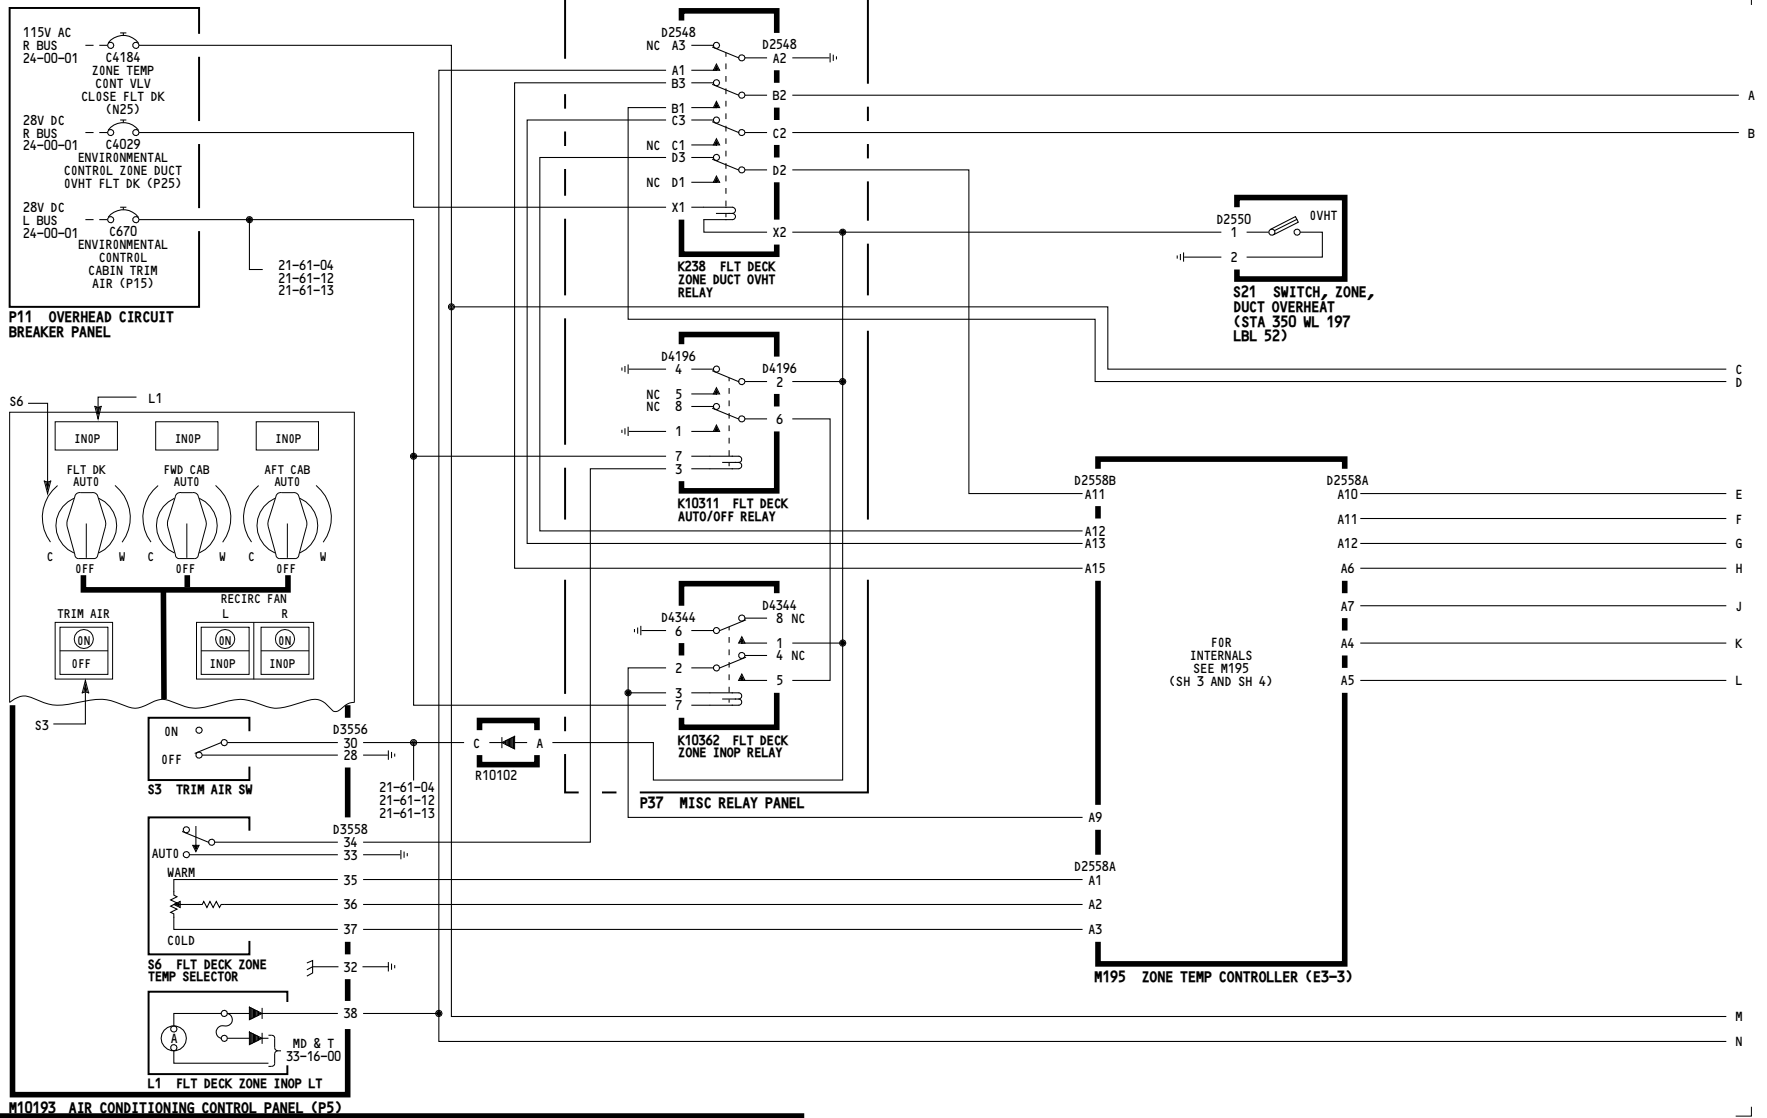 115V AC
R BUS
24-00-01
C4184
ZONE TEMP
CONT VLV
CLOSE FLT DK
(N25)
28V DC
R BUS
24-00-01
C4029
ENVIRONMENTAL
CONTROL ZONE DUCT
OVHT FLT DK (P25)
28V DC
L BUS
24-00-01
C670
ENVIRONMENTAL
CONTROL
CABIN TRIM
AIR (P15)
21-61-04
21-61-12
21-61-13
P11 OVERHEAD CIRCUIT
BREAKER PANEL
D2548
NC A3
D2548
A2
A1
B3
B2
B1
C3
C2
NC C1
D3
D2
NC D1
X1
X2
K238 FLT DECK
ZONE DUCT OVHT
RELAY
A
B
D2550
OVHT
1
2
S21 SWITCH, ZONE,
DUCT OVERHEAT
(STA 350 WL 197
LBL 52)
C
D
D4196
4
D4196
2
NC 5
NC 8
6
1
7
3
K10311 FLT DECK
AUTO/OFF RELAY
S6
L1
INOP
INOP
INOP
FLT DK
AUTO
FWD CAB
AUTO
AFT CAB
AUTO
C W
C W
C W
OFF
OFF
OFF
RECIRC FAN
TRIM AIR
L R
ON
OFF
ON
INOP
ON
INOP
S3
D4344
6
D4344
8 NC
1
4 NC
2
5
3
7
K10362 FLT DECK
ZONE INOP RELAY
P37 MISC RELAY PANEL
C A
R10102
D2558B
A11
A12
A13
A15
A9
D2558A
A1
A2
A3
FOR
INTERNALS
SEE M195
(SH 3 AND SH 4)
D2558A
A10
A11
A12
A6
A7
A4
A5
E
F
G
H
J
K
L
M195 ZONE TEMP CONTROLLER (E3-3)
ON
OFF
D3556
30
28
S3 TRIM AIR SW
21-61-04
21-61-12
21-61-13
D3558
34
AUTO
33
WARM
35
36
37
COLD
S6 FLT DECK ZONE
TEMP SELECTOR
32
38
A
MD & T
33-16-00
L1 FLT DECK ZONE INOP LT
M
N
M10193 AIR CONDITIONING CONTROL PANEL (P5)